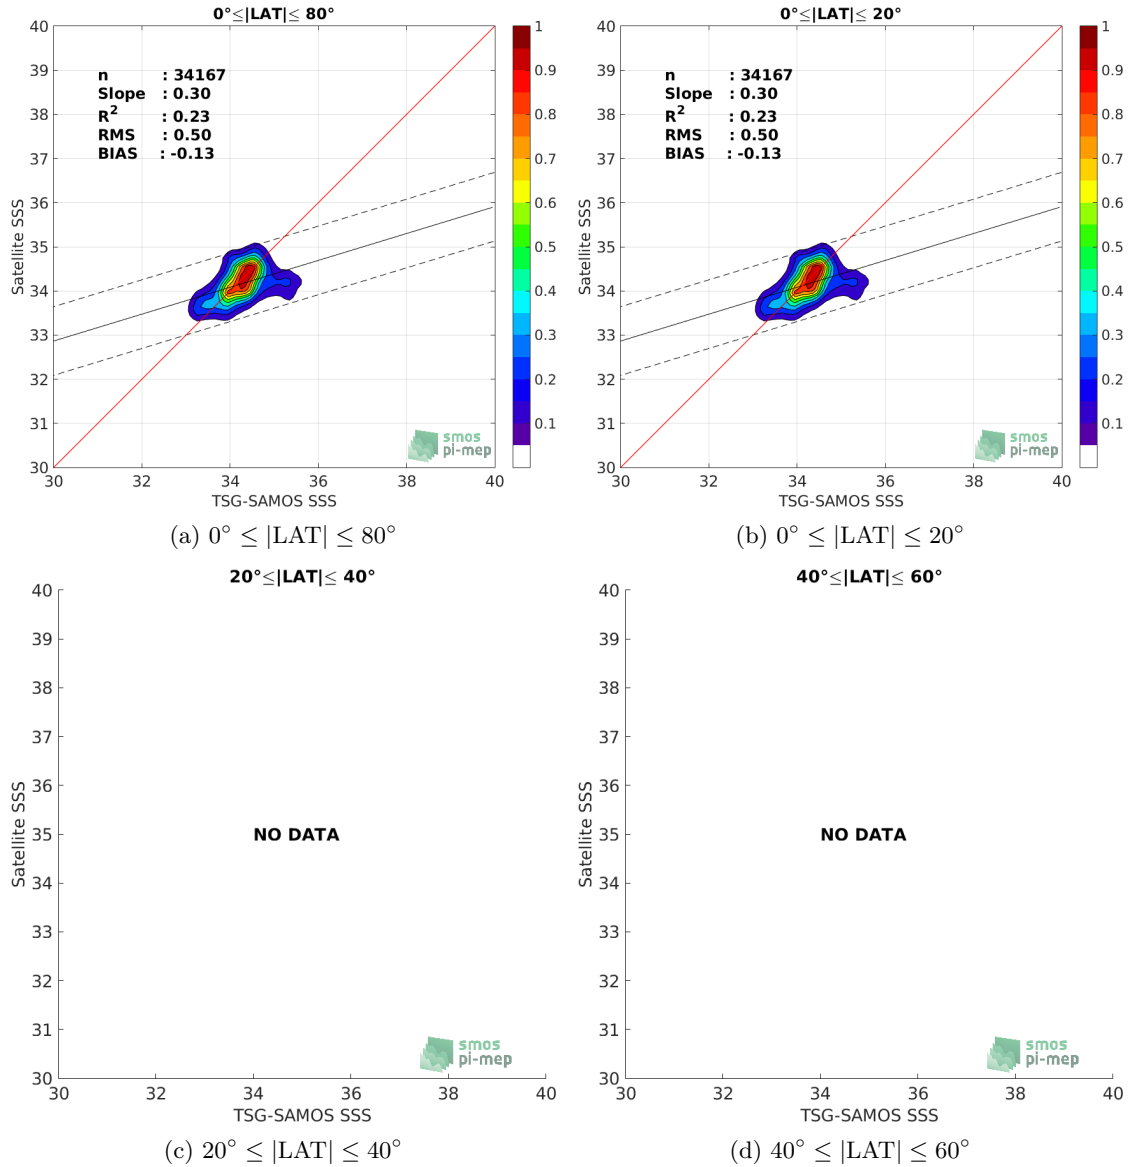 0°≤|LAT|≤ 80°
40
39
38
37
36
35
34
33
32
31
30
Satellite SSS
n : 34167
Slope : 0.30
R² : 0.23
RMS : 0.50
BIAS : -0.13
smos
pi-mep
30 32 34 36 38 40
TSG-SAMOS SSS
1
0.9
0.8
0.7
0.6
0.5
0.4
0.3
0.2
0.1
(a) 0° ≤ |LAT| ≤ 80°
0°≤|LAT|≤ 20°
40
39
38
37
36
35
34
33
32
31
30
Satellite SSS
n : 34167
Slope : 0.30
R² : 0.23
RMS : 0.50
BIAS : -0.13
smos
pi-mep
30 32 34 36 38 40
TSG-SAMOS SSS
1
0.9
0.8
0.7
0.6
0.5
0.4
0.3
0.2
0.1
(b) 0° ≤ |LAT| ≤ 20°
20°≤|LAT|≤ 40°
40
39
38
37
36
35
34
33
32
31
30
Satellite SSS
NO DATA
smos
pi-mep
30 32 34 36 38 40
TSG-SAMOS SSS
(c) 20° ≤ |LAT| ≤ 40°
40°≤|LAT|≤ 60°
40
39
38
37
36
35
34
33
32
31
30
Satellite SSS
NO DATA
smos
pi-mep
30 32 34 36 38 40
TSG-SAMOS SSS
(d) 40° ≤ |LAT| ≤ 60°